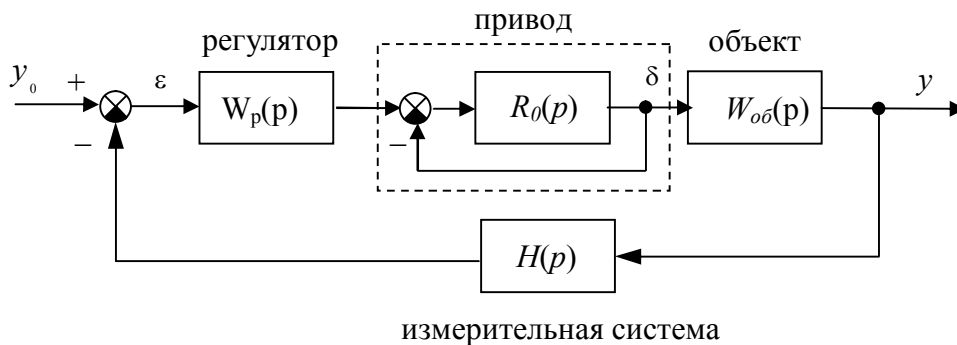 привод
регулятор
объект
y₀
+
ε
δ
y
Wр(p)
R₀(p)
Wоб(p)
−
−
H(p)
измерительная система